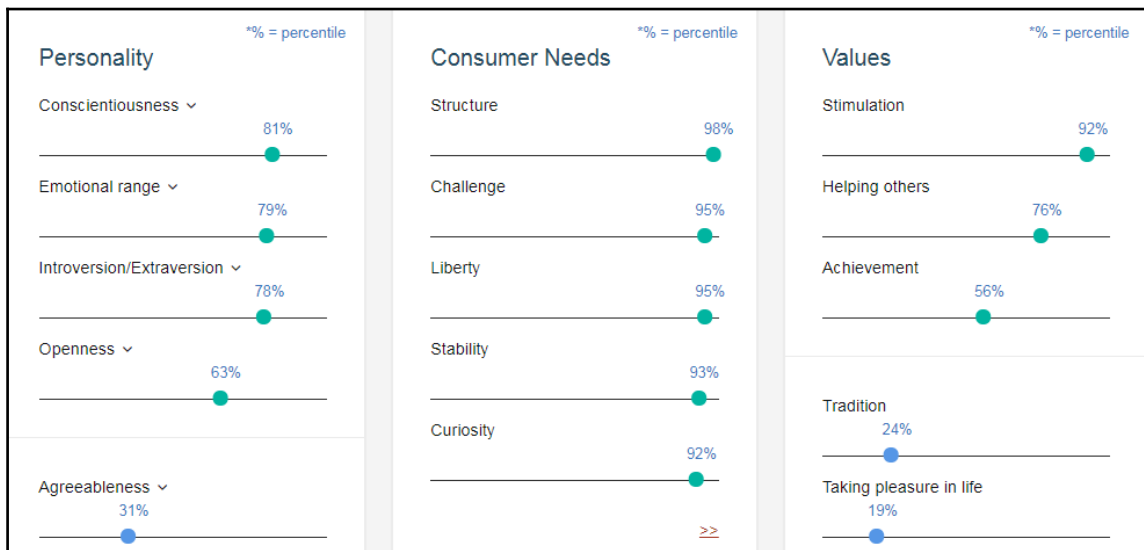 *% = percentile
Personality
Conscientiousness
81%
Emotional range
79%
Introversion/Extraversion
78%
Openness
63%
Agreeableness
31%
*% = percentile
Consumer Needs
Structure
98%
Challenge
95%
Liberty
95%
Stability
93%
Curiosity
92%
>>
*% = percentile
Values
Stimulation
92%
Helping others
76%
Achievement
56%
Tradition
24%
Taking pleasure in life
19%